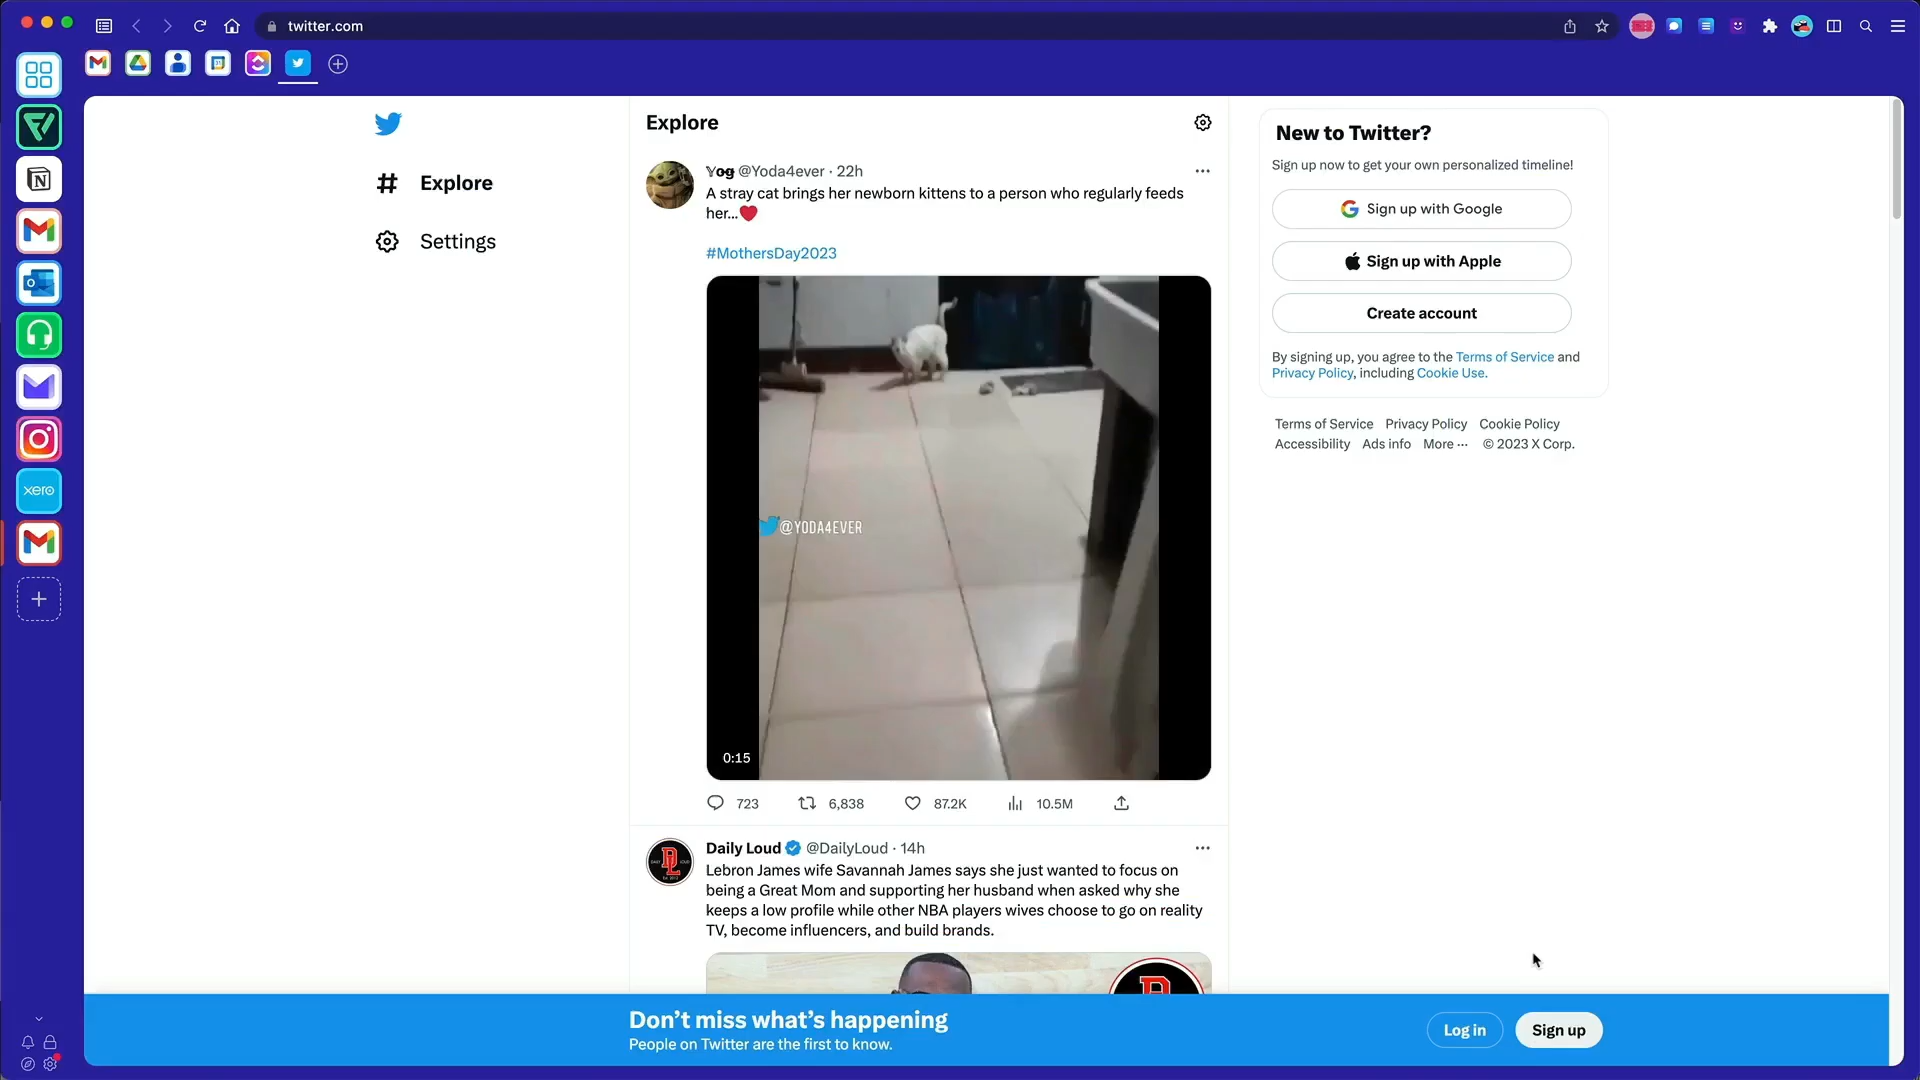 twitter.com
Explore
Yog @Yoda4ever · 22h
A stray cat brings her newborn kittens to a person who regularly feeds
her...❤️
#MothersDay2023
@YODA4EVER
0:15
723 6,838 87.2K 10.5M
Daily Loud @DailyLoud · 14h
Lebron James wife Savannah James says she just wanted to focus on
being a Great Mom and supporting her husband when asked why she
keeps a low profile while other NBA players wives choose to go on reality
TV, become influencers, and build brands.
Explore
Settings
New to Twitter?
Sign up now to get your own personalized timeline!
Sign up with Google
Sign up with Apple
Create account
By signing up, you agree to the Terms of Service and
Privacy Policy, including Cookie Use.
Terms of Service Privacy Policy Cookie Policy
Accessibility Ads info More ··· © 2023 X Corp.
xero
Don't miss what's happening
People on Twitter are the first to know.
Log in
Sign up